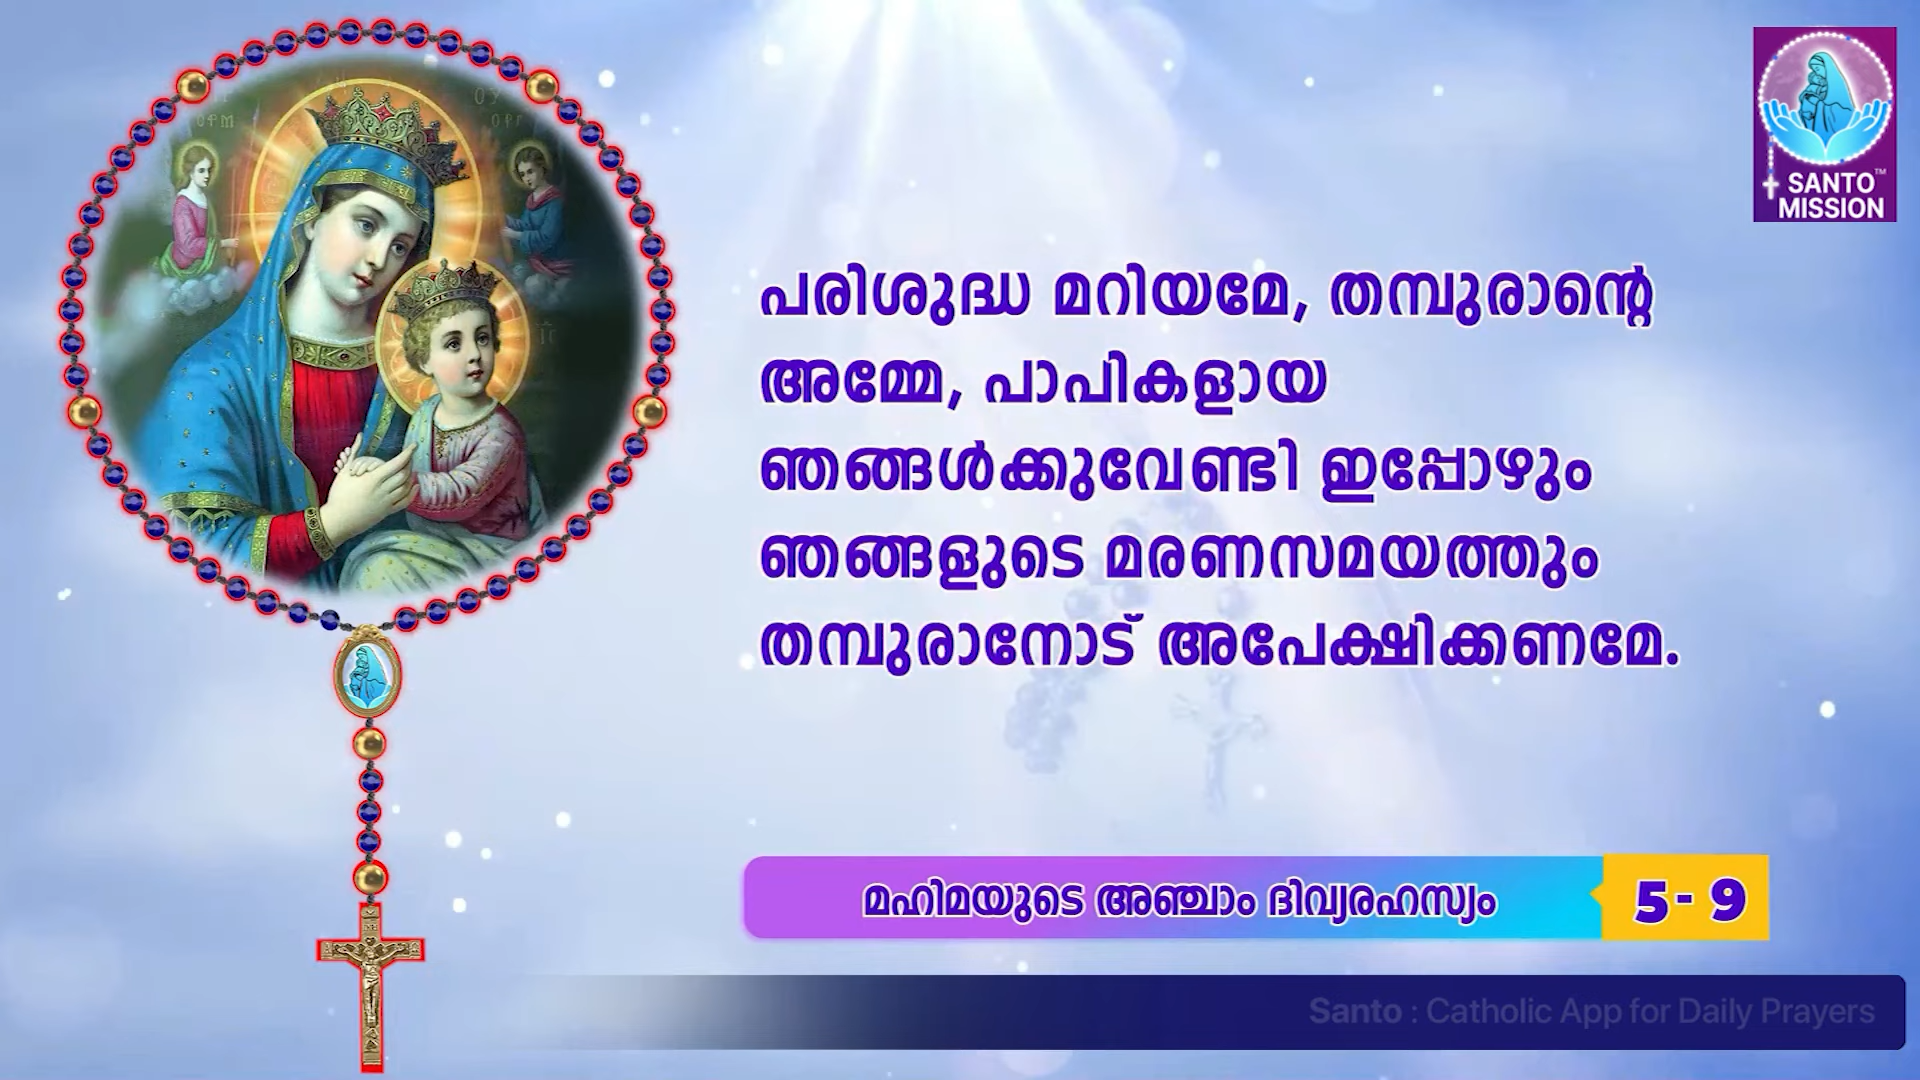 SANTO™
MISSION
പരിശുദ്ധ മറിയമേ, തമ്പുരാന്റെ
അമ്മേ, പാപികളായ
ഞങ്ങൾക്കുവേണ്ടി ഇപ്പോഴും
ഞങ്ങളുടെ മരണസമയത്തും
തമ്പുരാനോട് അപേക്ഷിക്കണമേ.
മഹിമയുടെ അഞ്ചാം ദിവ്യരഹസ്യം
5- 9
Santo : Catholic App for Daily Prayers